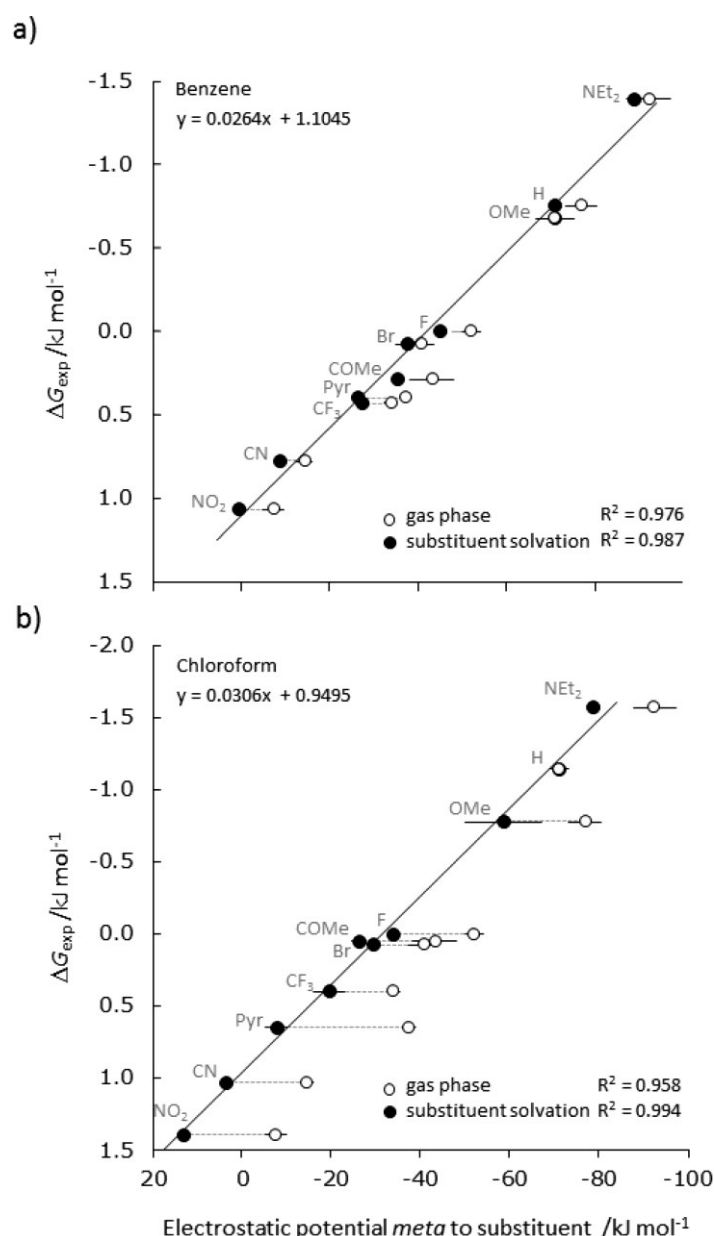 a)
-1.5
-1.0
-0.5
0.0
0.5
1.0
1.5
ΔG_exp /kJ mol⁻¹
Benzene
y = 0.0264x + 1.1045
NEt₂
H
OMe
F
Br
COMe
Pyr
CF₃
CN
NO₂
gas phase R² = 0.976
substituent solvation R² = 0.987
b)
-2.0
-1.5
-1.0
-0.5
0.0
0.5
1.0
1.5
ΔG_exp /kJ mol⁻¹
Chloroform
y = 0.0306x + 0.9495
NEt₂
H
OMe
F
COMe
Br
CF₃
Pyr
CN
NO₂
gas phase R² = 0.958
substituent solvation R² = 0.994
20 0 -20 -40 -60 -80 -100
Electrostatic potential meta to substituent /kJ mol⁻¹